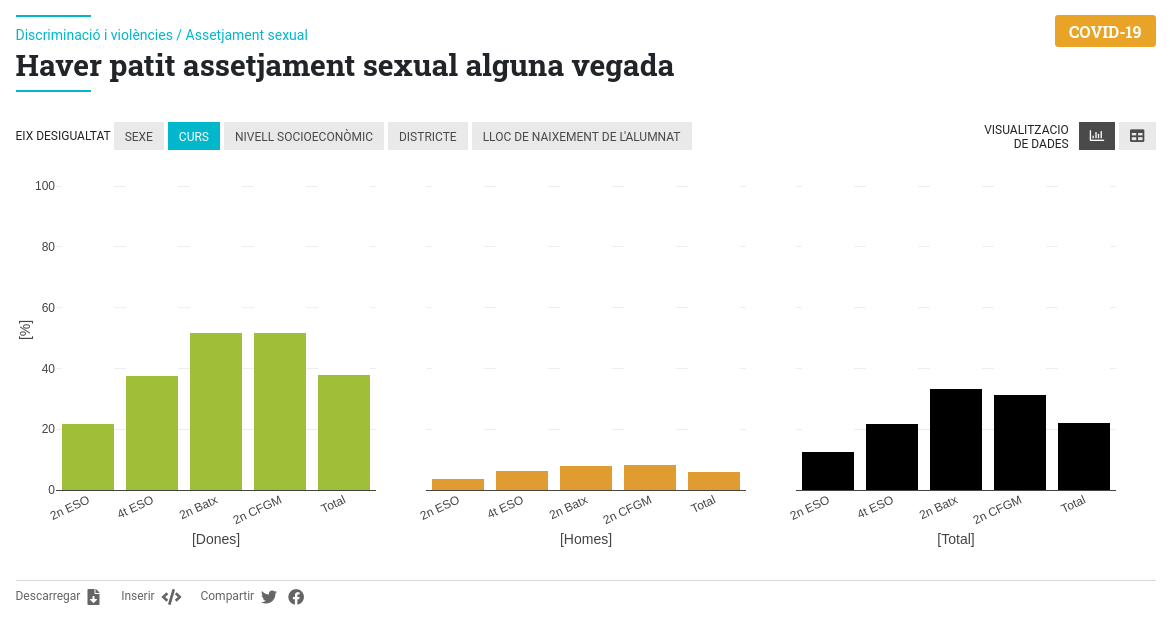 Discriminació i violències / Assetjament sexual
COVID-19
Haver patit assetjament sexual alguna vegada
EIX DESIGUALTAT SEXE CURS NIVELL SOCIOECONÒMIC DISTRICTE LLOC DE NAIXEMENT DE L'ALUMNAT
VISUALITZACIO
DE DADES
100
80
60
40
20
0
[%]
2n ESO 4t ESO 2n Batx 2n CFGM Total
[Dones]
2n ESO 4t ESO 2n Batx 2n CFGM Total
[Homes]
2n ESO 4t ESO 2n Batx 2n CFGM Total
[Total]
Descarregar Inserir Compartir